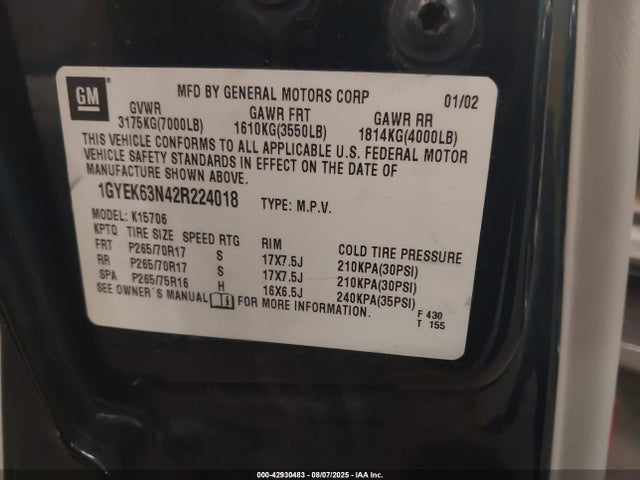 GM
MFD BY GENERAL MOTORS CORP 01/02
GVWR GAWR FRT GAWR RR
3175KG(7000LB) 1610KG(3550LB) 1814KG(4000LB)
THIS VEHICLE CONFORMS TO ALL APPLICABLE U.S. FEDERAL MOTOR
VEHICLE SAFETY STANDARDS IN EFFECT ON THE DATE OF
MANUFACTURE SHOWN ABOVE.
1GYEK63N42R224018 TYPE: M.P.V.
MODEL: K15706
KPTQ TIRE SIZE SPEED RTG RIM COLD TIRE PRESSURE
FRT P265/70R17 S 17X7.5J 210KPA(30PSI)
RR P265/70R17 S 17X7.5J 210KPA(30PSI)
SPA P265/75R16 H 16X6.5J 240KPA(35PSI)
SEE OWNER'S MANUAL FOR MORE INFORMATION.
F 430
T 155
000-42930483 - 08/07/2025 - IAA Inc.